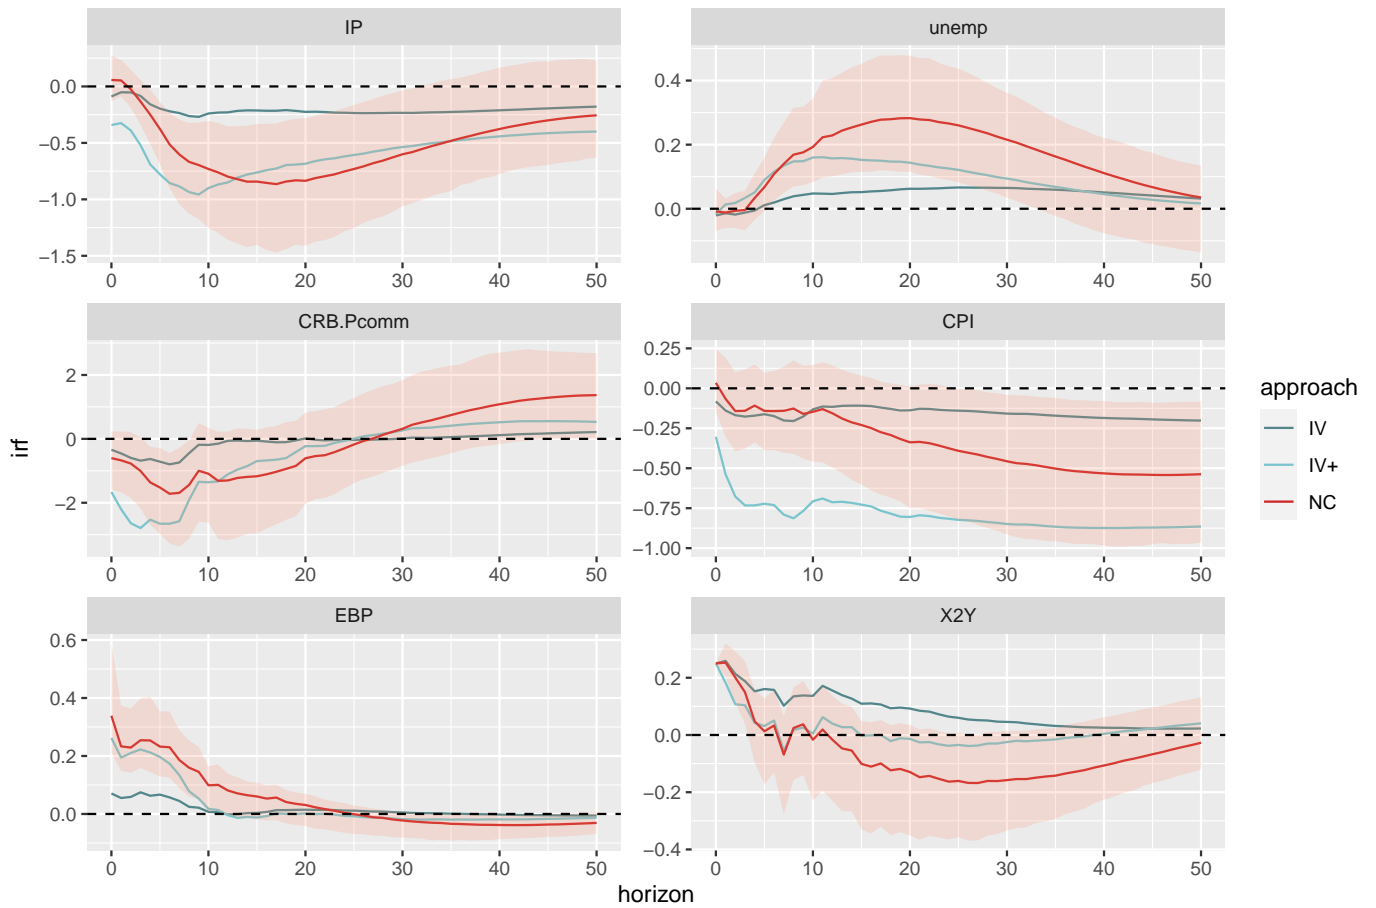 IP
0.0
−0.5
−1.0
−1.5
0 10 20 30 40 50
unemp
0.4
0.2
0.0
0 10 20 30 40 50
CRB.Pcomm
2
0
−2
0 10 20 30 40 50
CPI
0.25
0.00
−0.25
−0.50
−0.75
−1.00
0 10 20 30 40 50
EBP
0.6
0.4
0.2
0.0
0 10 20 30 40 50
X2Y
0.2
0.0
−0.2
−0.4
0 10 20 30 40 50
irf
horizon
approach
IV
IV+
NC